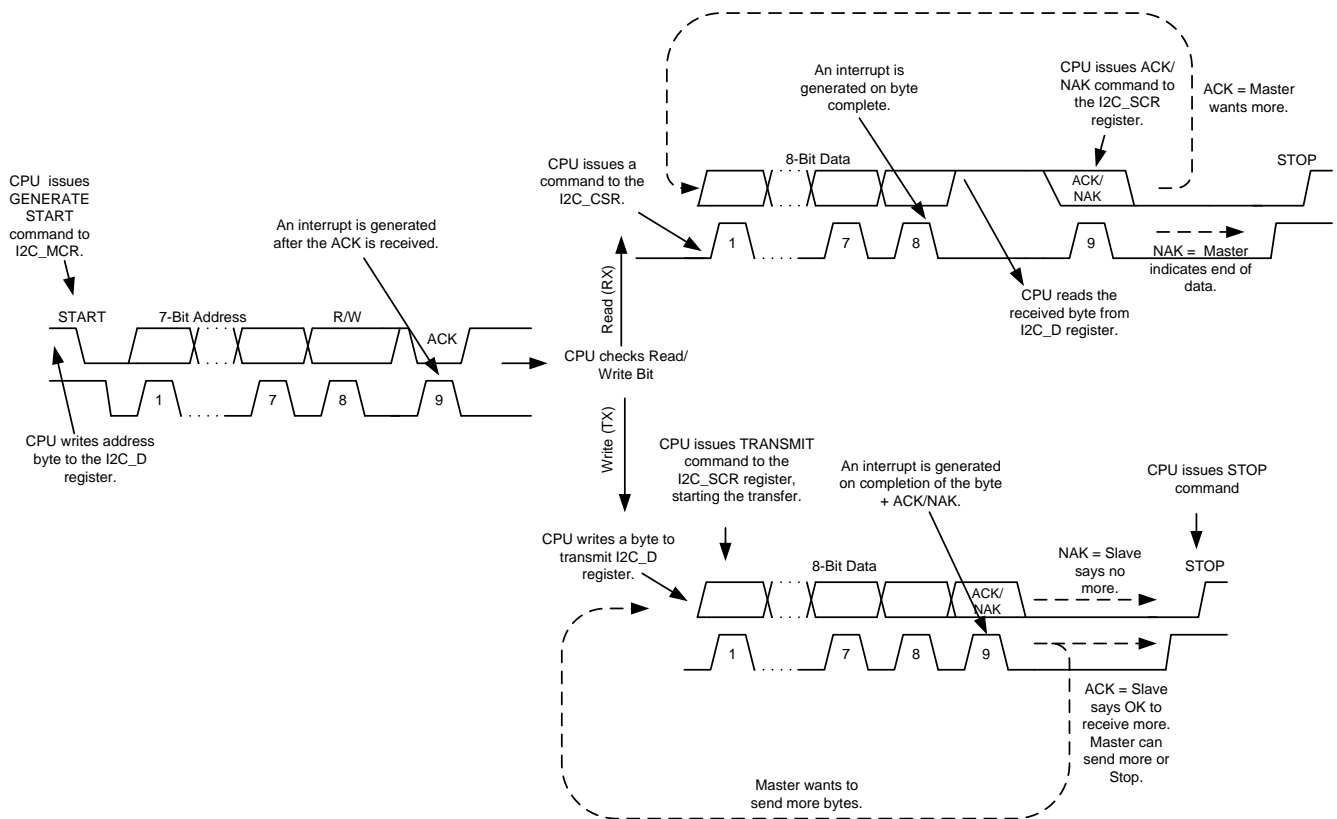 CPU issues
GENERATE
START
command to
I2C_MCR.
An interrupt is generated
after the ACK is received.
START
7-Bit Address
R/W
ACK
1
7
8
9
CPU writes address
byte to the I2C_D
register.
CPU checks Read/
Write Bit
Read (RX)
Write (TX)
CPU issues a
command to the
I2C_CSR.
An interrupt is
generated on byte
complete.
CPU issues ACK/
NAK command to
the I2C_SCR
register.
ACK = Master
wants more.
8-Bit Data
ACK/
NAK
STOP
1
7
8
9
NAK = Master
indicates end of
data.
CPU reads the
received byte from
I2C_D register.
CPU issues TRANSMIT
command to the
I2C_SCR register,
starting the transfer.
An interrupt is generated
on completion of the byte
+ ACK/NAK.
CPU issues STOP
command
CPU writes a byte to
transmit I2C_D
register.
8-Bit Data
ACK/
NAK
NAK = Slave
says no
more.
STOP
1
7
8
9
ACK = Slave
says OK to
receive more.
Master can
send more or
Stop.
Master wants to
send more bytes.